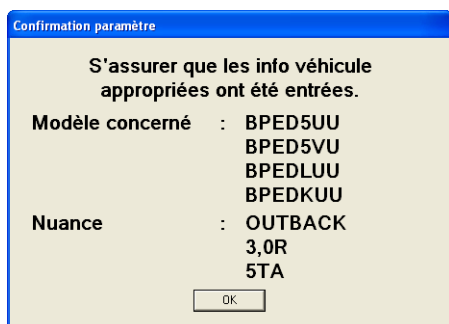 Confirmation paramètre
S'assurer que les info véhicule
appropriées ont été entrées.
Modèle concerné : BPED5UU
BPED5VU
BPEDLUU
BPEDKUU
Nuance : OUTBACK
3,0R
5TA
OK